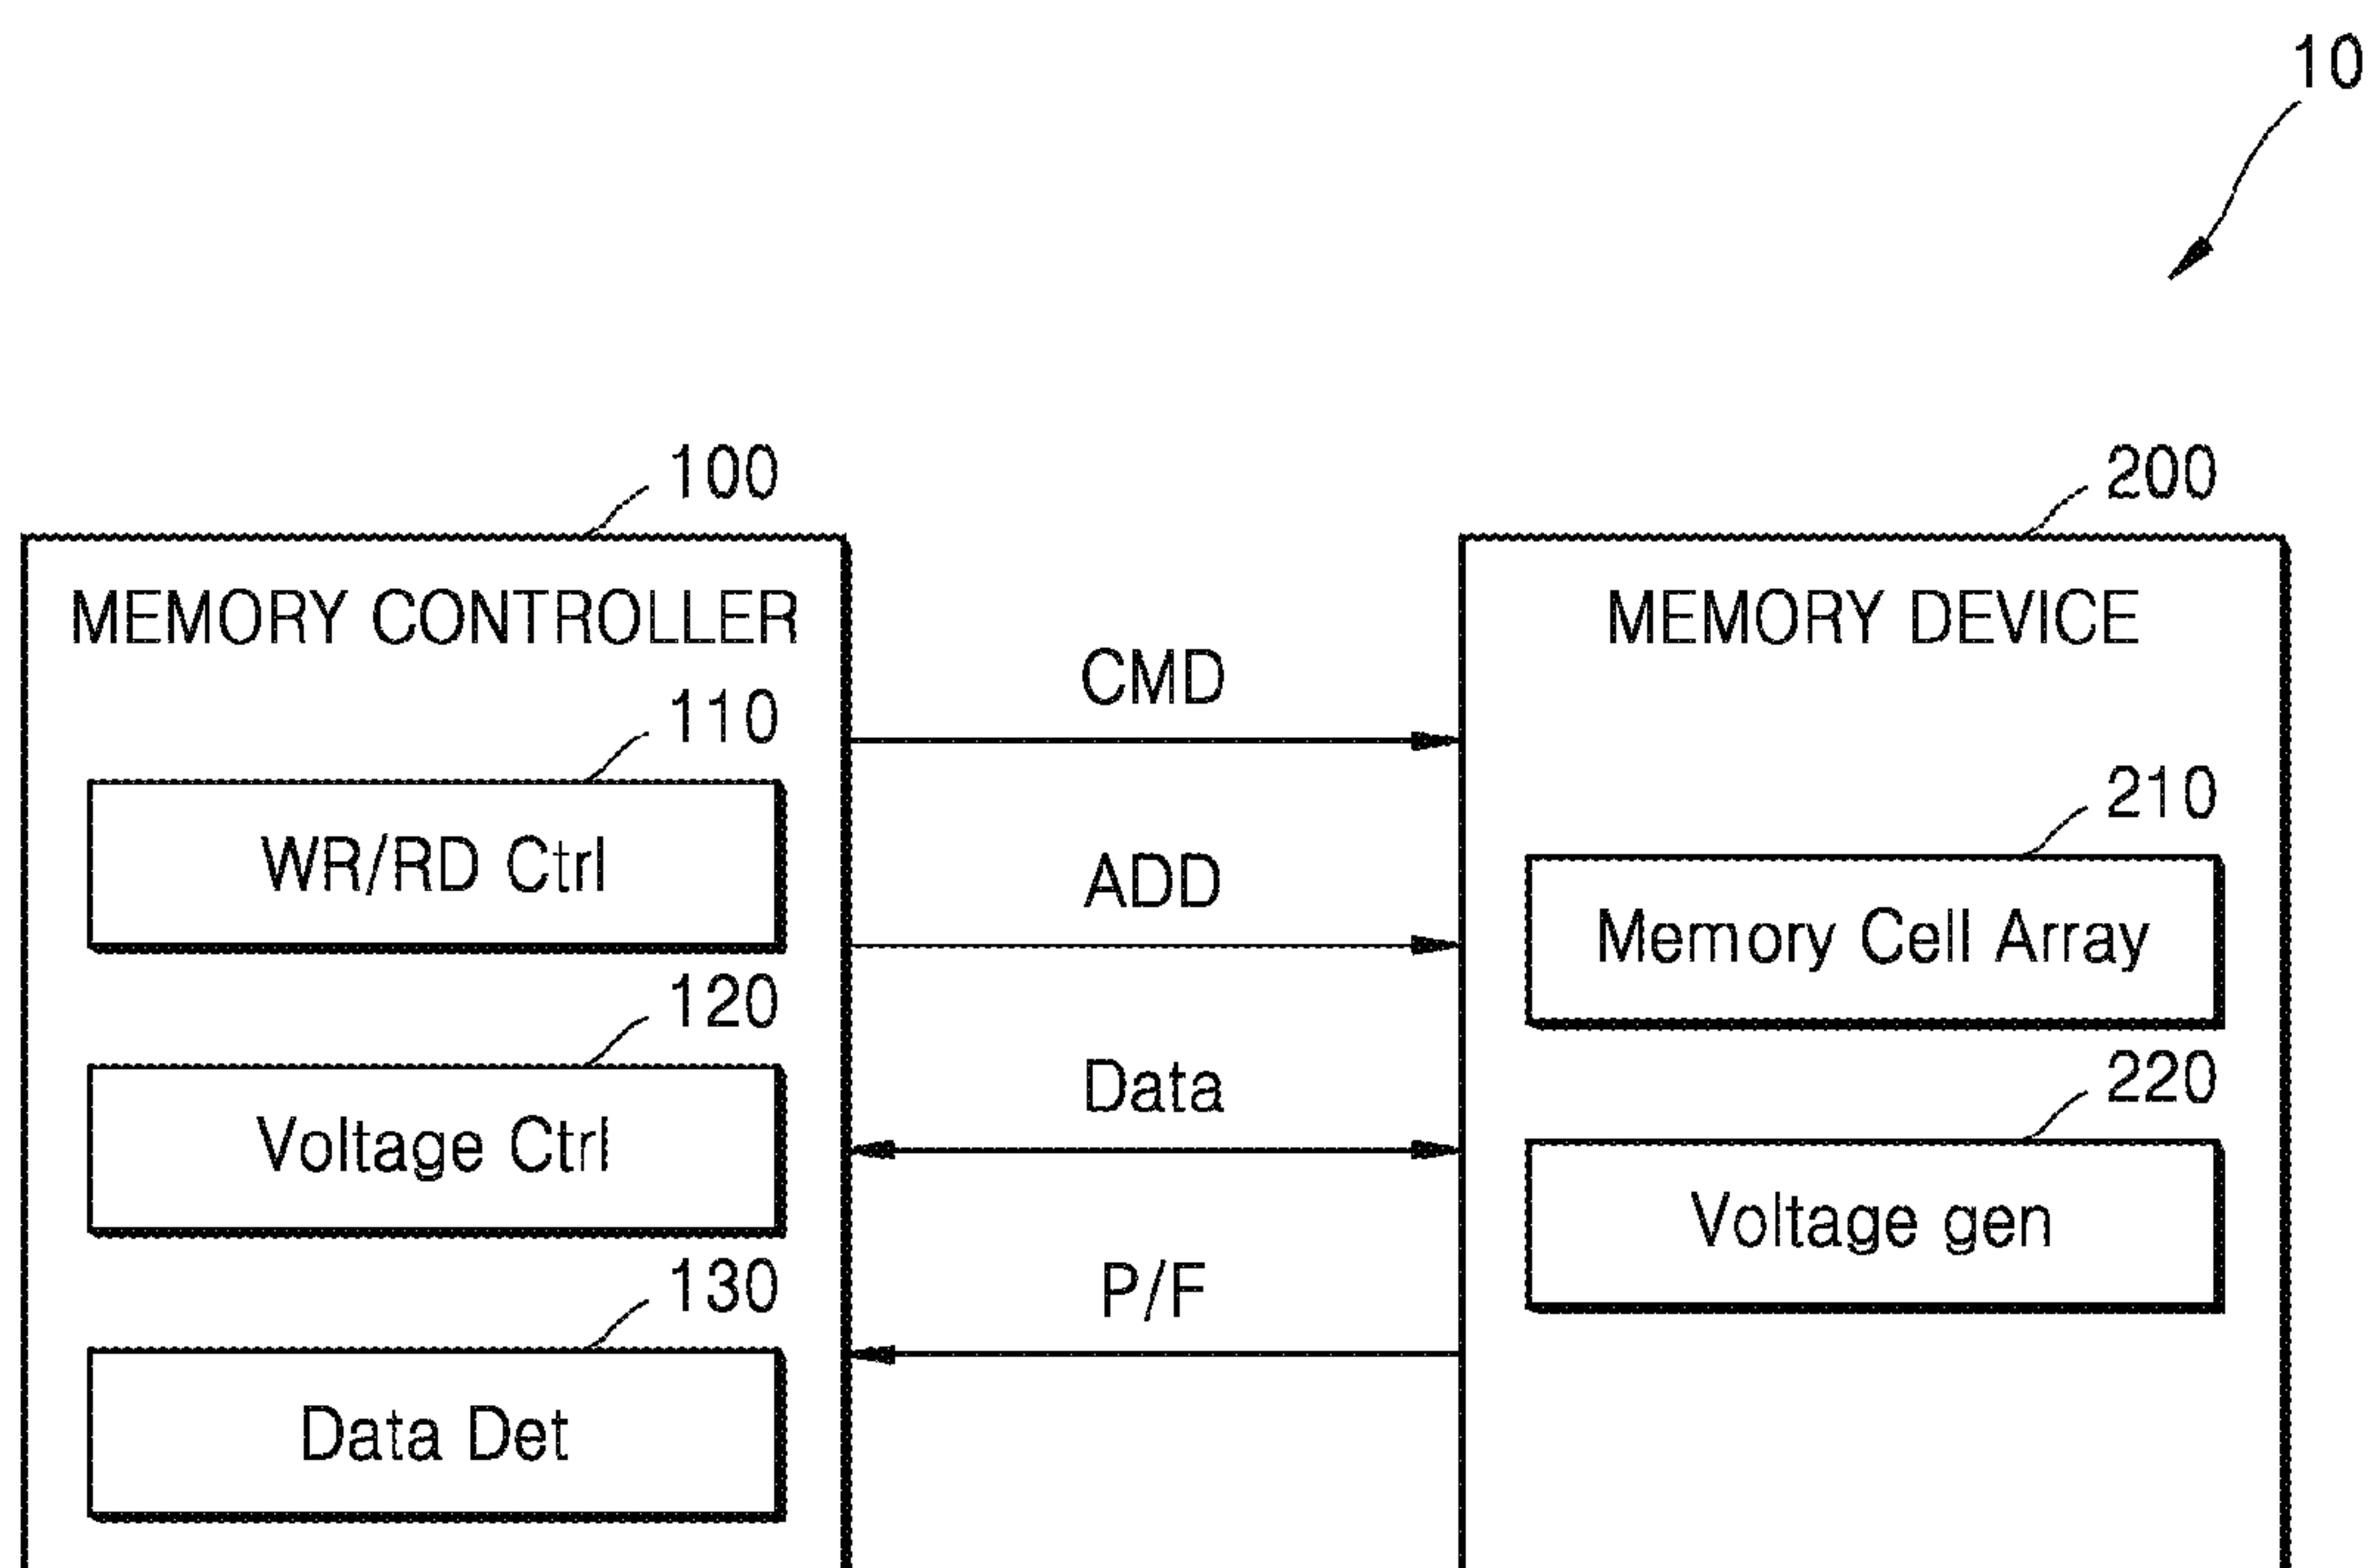 10
100
200
MEMORY CONTROLLER
MEMORY DEVICE
CMD
110
WR/RD Ctrl
ADD
210
Memory Cell Array
120
Voltage Ctrl
Data
220
Voltage gen
130
P/F
Data Det